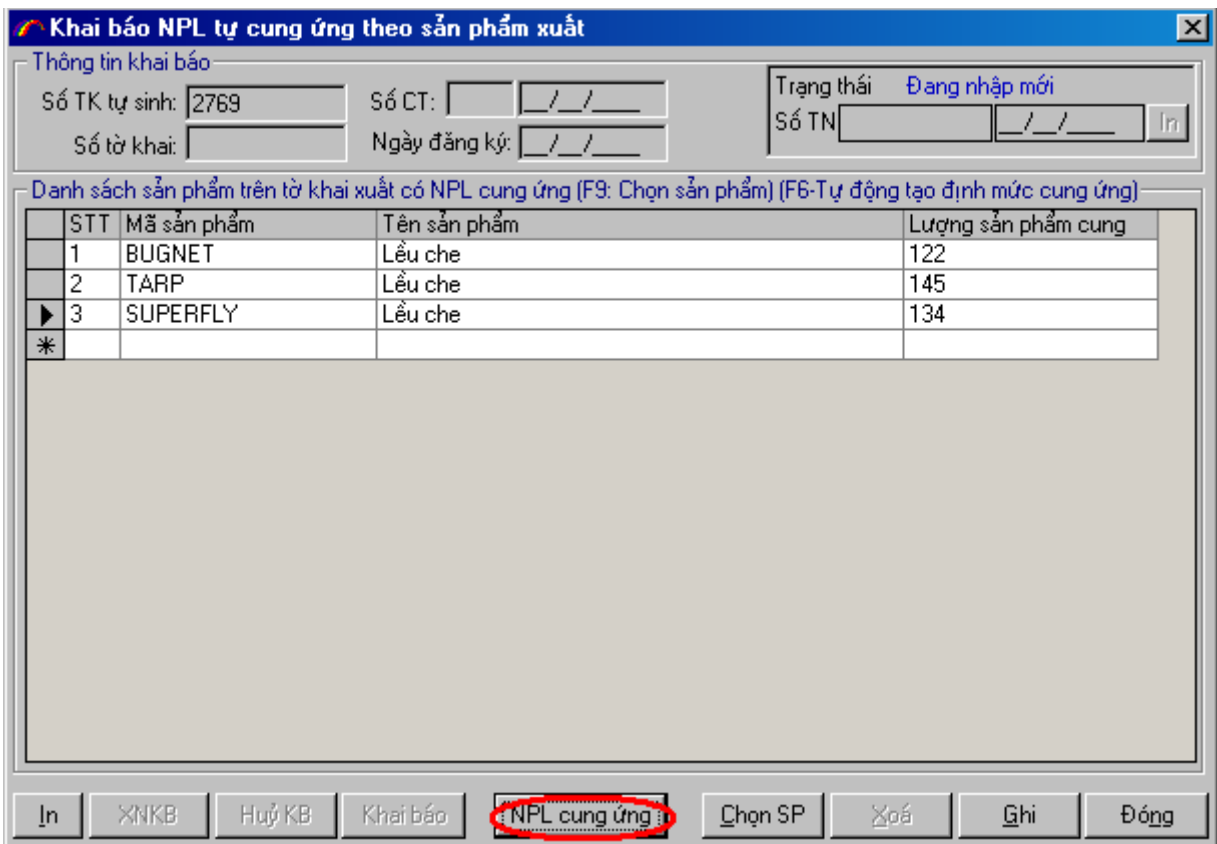 Khai báo NPL tự cung ứng theo sản phẩm xuất
Thông tin khai báo
Số TK tự sinh: 2769 Số CT: __/__/____ Trạng thái Đang nhập mới
Số tờ khai: Ngày đăng ký: __/__/____ Số TN __/__/____ In
Danh sách sản phẩm trên tờ khai xuất có NPL cung ứng (F9: Chọn sản phẩm) (F6-Tự động tạo định mức cung ứng)
STT Mã sản phẩm Tên sản phẩm Lượng sản phẩm cung
1 BUGNET Lều che 122
2 TARP Lều che 145
3 SUPERFLY Lều che 134
In XNKB Huỷ KB Khai báo NPL cung ứng Chọn SP Xoá Ghi Đóng